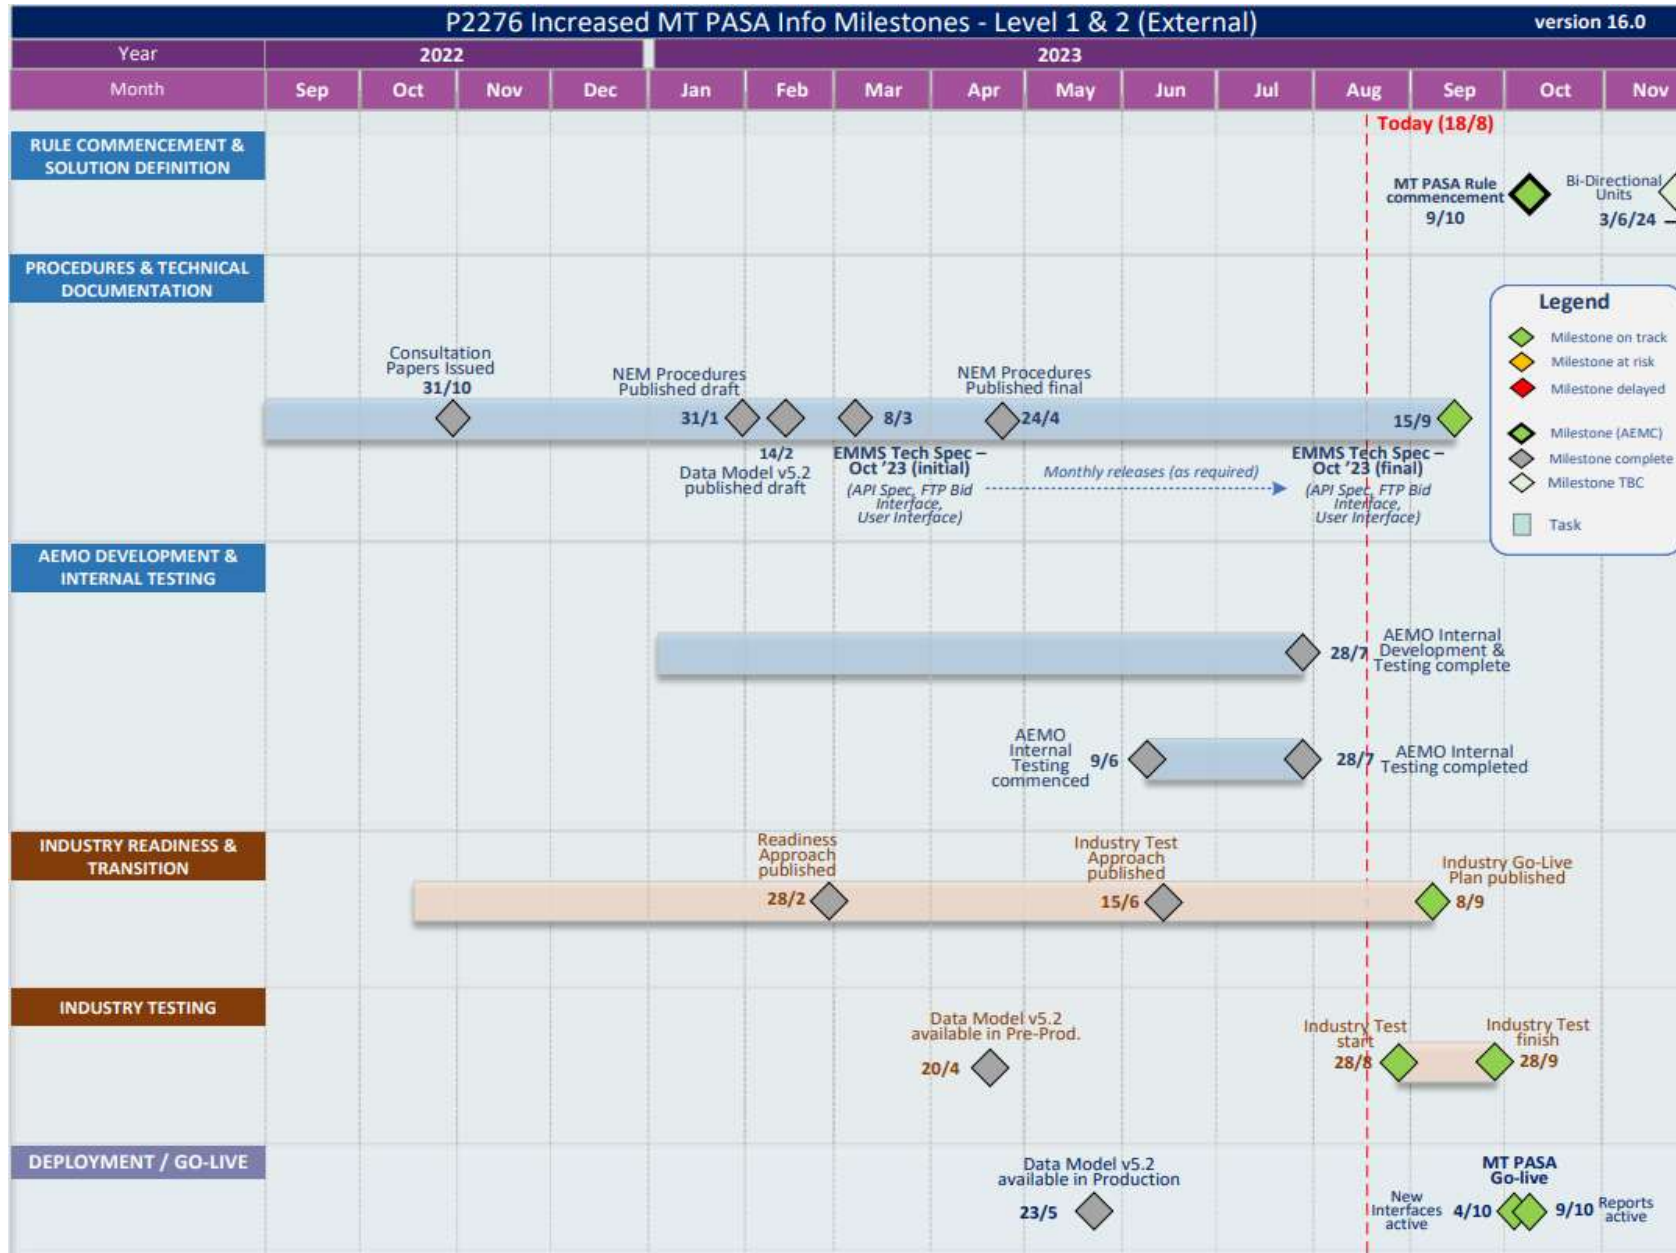 P2276 Increased MT PASA Info Milestones - Level 1 & 2 (External)
version 16.0
Year
2022
2023
Month
Sep
Oct
Nov
Dec
Jan
Feb
Mar
Apr
May
Jun
Jul
Aug
Sep
Oct
Nov
Today (18/8)
RULE COMMENCEMENT &
SOLUTION DEFINITION
MT PASA Rule
commencement
9/10
Bi-Directional
Units
3/6/24
PROCEDURES & TECHNICAL
DOCUMENTATION
Consultation
Papers Issued
31/10
NEM Procedures
Published draft
31/1
14/2
Data Model v5.2
published draft
8/3
EMMS Tech Spec –
Oct '23 (initial)
(API Spec, FTP Bid
Interface,
User Interface)
NEM Procedures
Published final
24/4
Monthly releases (as required)
15/9
EMMS Tech Spec –
Oct '23 (final)
(API Spec, FTP Bid
Interface,
User Interface)
Legend
Milestone on track
Milestone at risk
Milestone delayed
Milestone (AEMC)
Milestone complete
Milestone TBC
Task
AEMO DEVELOPMENT &
INTERNAL TESTING
28/7
AEMO Internal
Development &
Testing complete
AEMO
Internal
Testing
commenced
9/6
28/7
AEMO Internal
Testing completed
INDUSTRY READINESS &
TRANSITION
Readiness
Approach
published
28/2
Industry Test
Approach
published
15/6
Industry Go-Live
Plan published
8/9
INDUSTRY TESTING
Data Model v5.2
available in Pre-Prod.
20/4
Industry Test
start
28/8
Industry Test
finish
28/9
DEPLOYMENT / GO-LIVE
Data Model v5.2
available in Production
23/5
MT PASA
Go-live
New
Interfaces
active
4/10
9/10
Reports
active